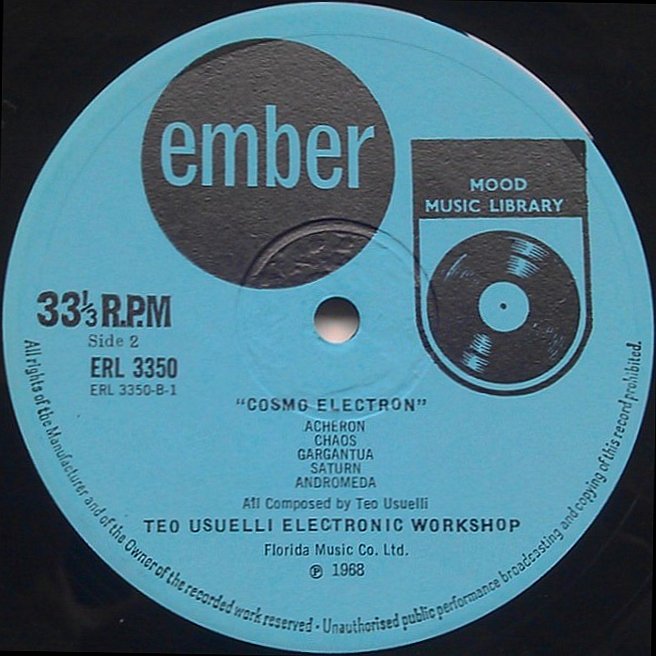 ember
MOOD
MUSIC LIBRARY
33⅓ R.P.M
Side 2
ERL 3350
ERL 3350-B-1
"COSMO ELECTRON"
ACHERON
CHAOS
GARGANTUA
SATURN
ANDROMEDA
All Composed by Teo Usuelli
TEO USUELLI ELECTRONIC WORKSHOP
Florida Music Co. Ltd.
℗ 1968
All rights of the Manufacturer and of the Owner of the recorded work reserved • Unauthorised public performance broadcasting and copying of this record prohibited.